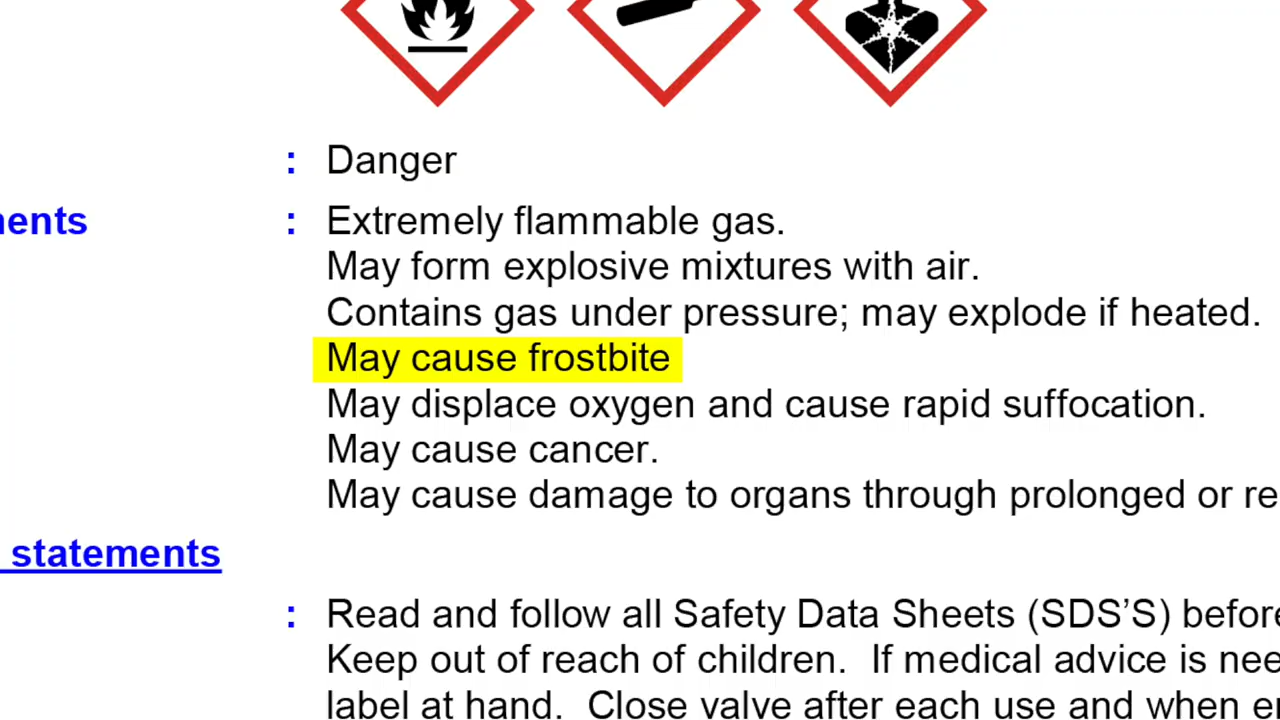 : Danger
ments : Extremely flammable gas.
May form explosive mixtures with air.
Contains gas under pressure; may explode if heated.
May cause frostbite
May displace oxygen and cause rapid suffocation.
May cause cancer.
May cause damage to organs through prolonged or re
statements
: Read and follow all Safety Data Sheets (SDS’S) before
Keep out of reach of children.  If medical advice is nee
label at hand.  Close valve after each use and when e